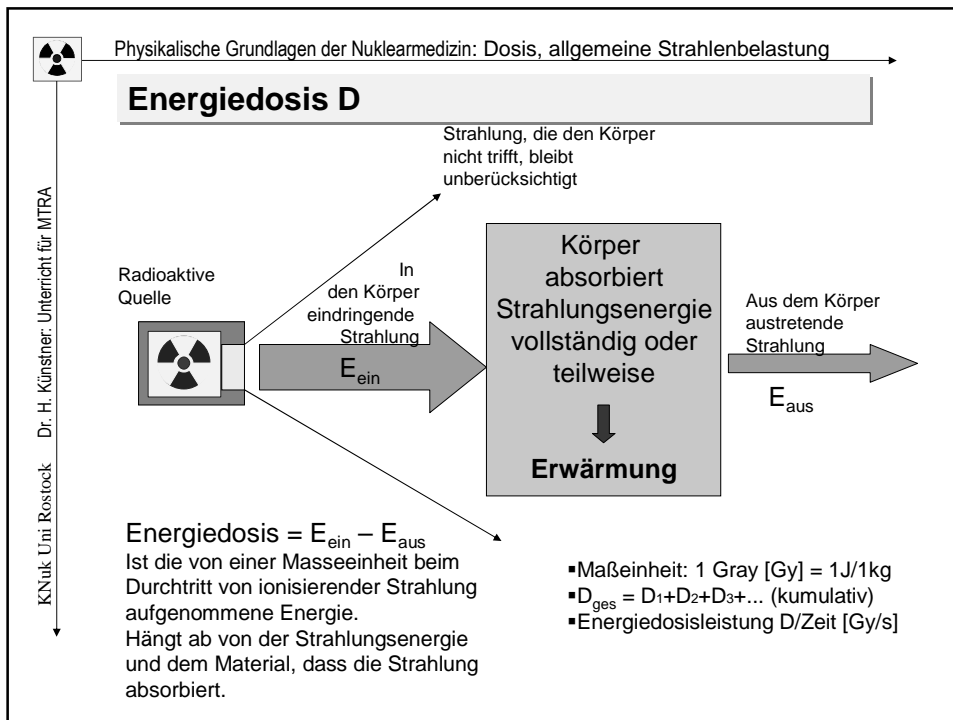 Physikalische Grundlagen der Nuklearmedizin: Dosis, allgemeine Strahlenbelastung
Energiedosis D
Strahlung, die den Körper
nicht trifft, bleibt
unberücksichtigt
Radioaktive
Quelle
In
den Körper
eindringende
Strahlung
E_ein
Körper
absorbiert
Strahlungsenergie
vollständig oder
teilweise
Erwärmung
Aus dem Körper
austretende
Strahlung
E_aus
Energiedosis = E_ein – E_aus
Ist die von einer Masseeinheit beim
Durchtritt von ionisierender Strahlung
aufgenommene Energie.
Hängt ab von der Strahlungsenergie
und dem Material, dass die Strahlung
absorbiert.
▪Maßeinheit: 1 Gray [Gy] = 1J/1kg
▪D_ges = D₁+D₂+D₃+... (kumulativ)
▪Energiedosisleistung D/Zeit [Gy/s]
KNuk Uni Rostock Dr. H. Künstner: Unterricht für MTRA